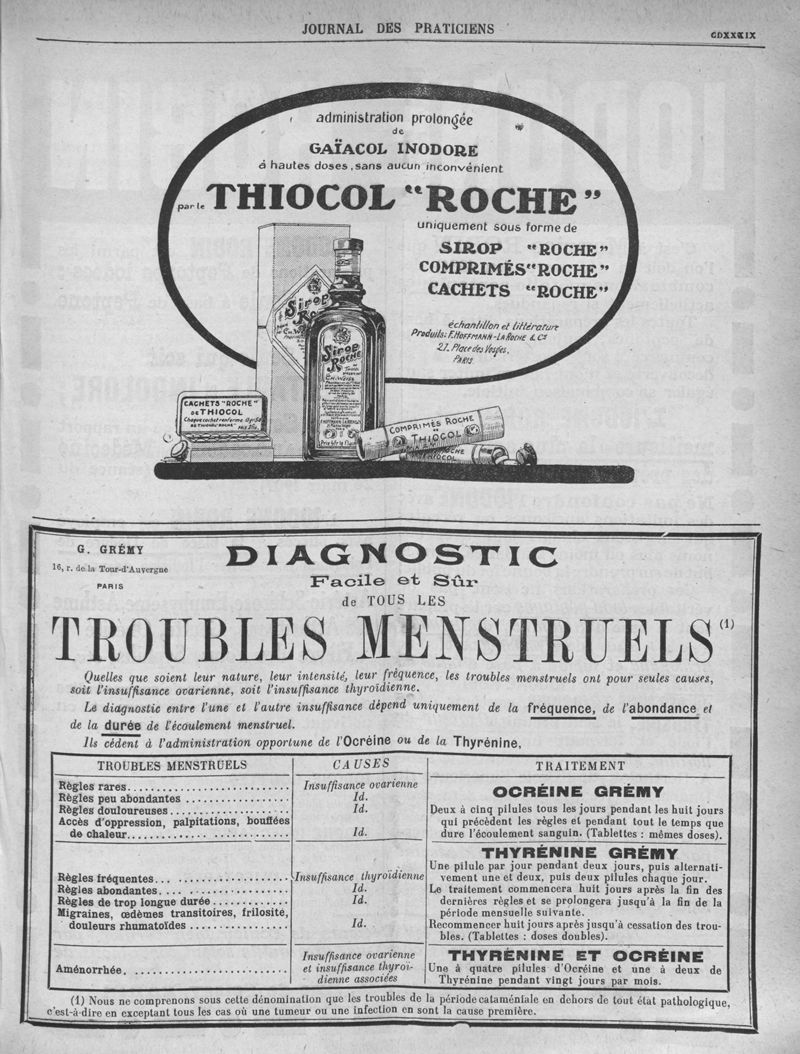 JOURNAL DES PRATICIENS
administration prolongée
de
GAÏACOL INODORE
à hautes doses, sans aucun inconvénient
par le THIOCOL "ROCHE"
uniquement sous forme de
SIROP "ROCHE"
COMPRIMÉS "ROCHE"
CACHETS "ROCHE"
échantillon et littérature
Produits: F. HOFFMANN-LA ROCHE & Cº
21, Place des Vosges,
PARIS
Sirop
Roche
Sirop
ROCHE
CACHETS "ROCHE"
DE THIOCOL
COMPRIMÉS ROCHE
THIOCOL
THIOCOL
G. GRÉMY
16, r. de la Tour-d'Auvergne
PARIS
DIAGNOSTIC
Facile et Sûr
de TOUS LES
TROUBLES MENSTRUELS (1)
Quelles que soient leur nature, leur intensité, leur fréquence, les troubles menstruels ont pour seules causes,
soit l'insuffisance ovarienne, soit l'insuffisance thyroïdienne.
Le diagnostic entre l'une et l'autre insuffisance dépend uniquement de la fréquence, de l'abondance et
de la durée de l'écoulement menstruel.
Ils cèdent à l'administration opportune de l'Ocréine ou de la Thyrénine,
TROUBLES MENSTRUELS
CAUSES
TRAITEMENT
Règles rares
Règles peu abondantes
Règles douloureuses
Accès d'oppression, palpitations, bouffées
de chaleur
Insuffisance ovarienne
Id.
Id.
Id.
OCRÉINE GRÉMY
Deux à cinq pilules tous les jours pendant les huit jours
qui précèdent les règles et pendant tout le temps que
dure l'écoulement sanguin. (Tablettes : mêmes doses).
Règles fréquentes
Règles abondantes
Règles de trop longue durée
Migraines, œdèmes transitoires, frilosité,
douleurs rhumatoïdes
Insuffisance thyroïdienne
Id.
Id.
Id.
THYRÉNINE GRÉMY
Une pilule par jour pendant deux jours, puis alternati-
vement une et deux, puis deux pilules chaque jour.
Le traitement commencera huit jours après la fin des
dernières règles et se prolongera jusqu'à la fin de la
période mensuelle suivante.
Recommencer huit jours après jusqu'à cessation des trou-
bles. (Tablettes : doses doubles).
Aménorrhée.
Insuffisance ovarienne
et insuffisance thyroï-
dienne associées
THYRÉNINE ET OCRÉINE
Une à quatre pilules d'Ocréine et une à deux de
Thyrénine pendant vingt jours par mois.
(1) Nous ne comprenons sous cette dénomination que les troubles de la période cataméniale en dehors de tout état pathologique,
c'est-à-dire en exceptant tous les cas où une tumeur ou une infection en sont la cause première.